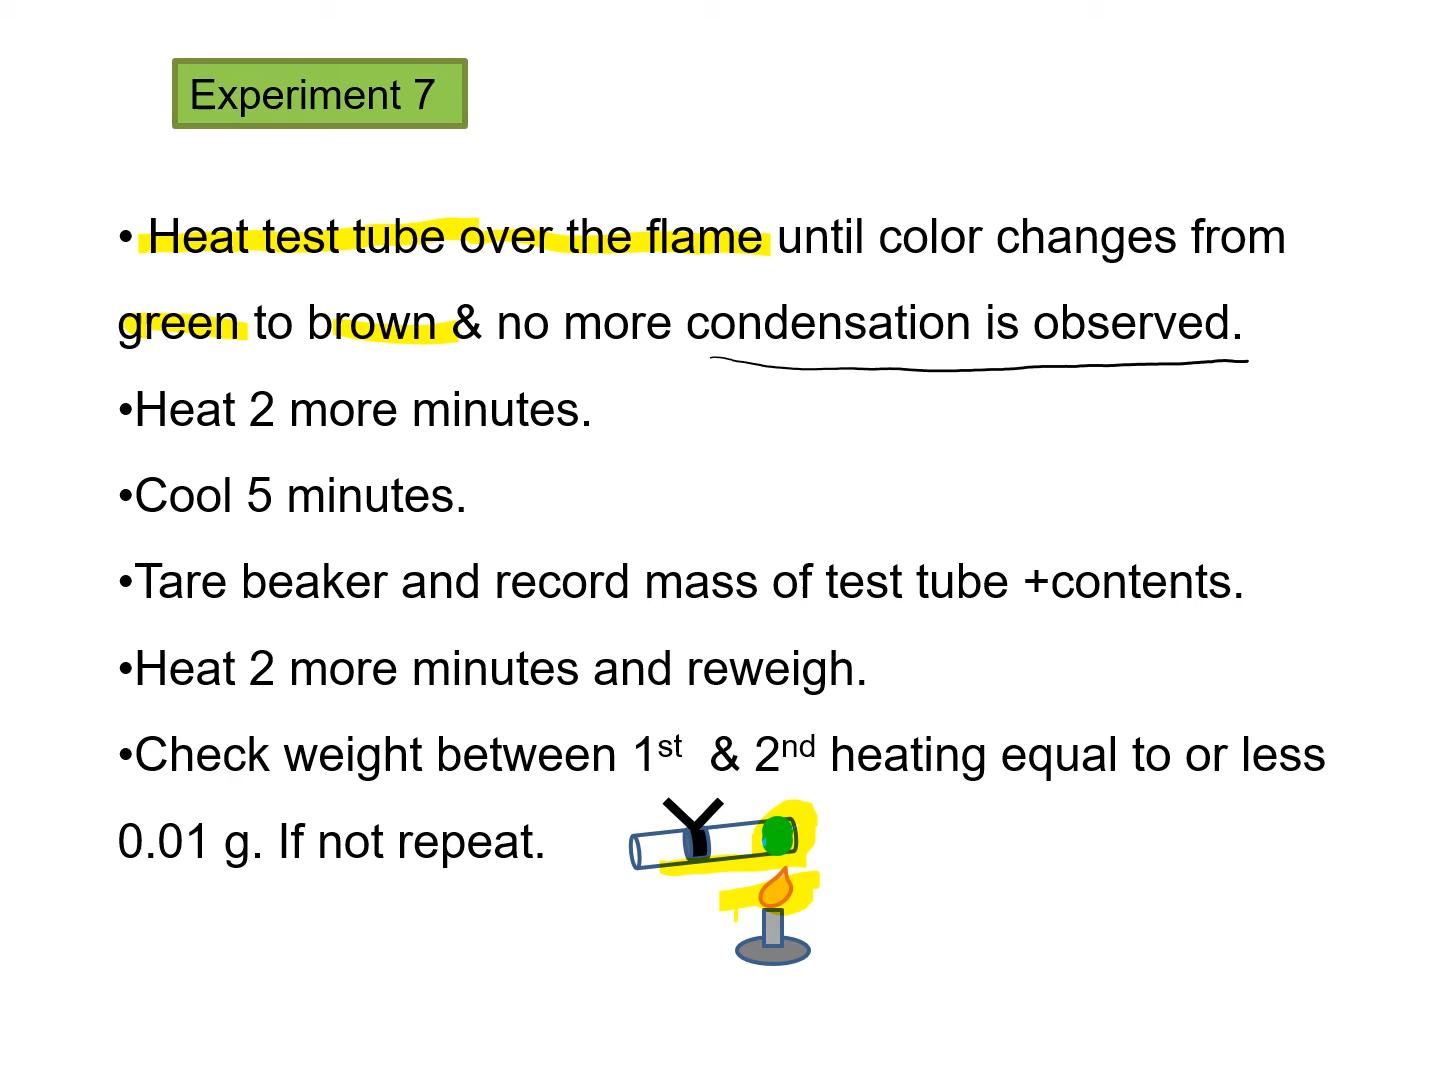 Experiment 7
• Heat test tube over the flame until color changes from
green to brown & no more condensation is observed.
•Heat 2 more minutes.
•Cool 5 minutes.
•Tare beaker and record mass of test tube +contents.
•Heat 2 more minutes and reweigh.
•Check weight between 1st & 2nd heating equal to or less
0.01 g. If not repeat.